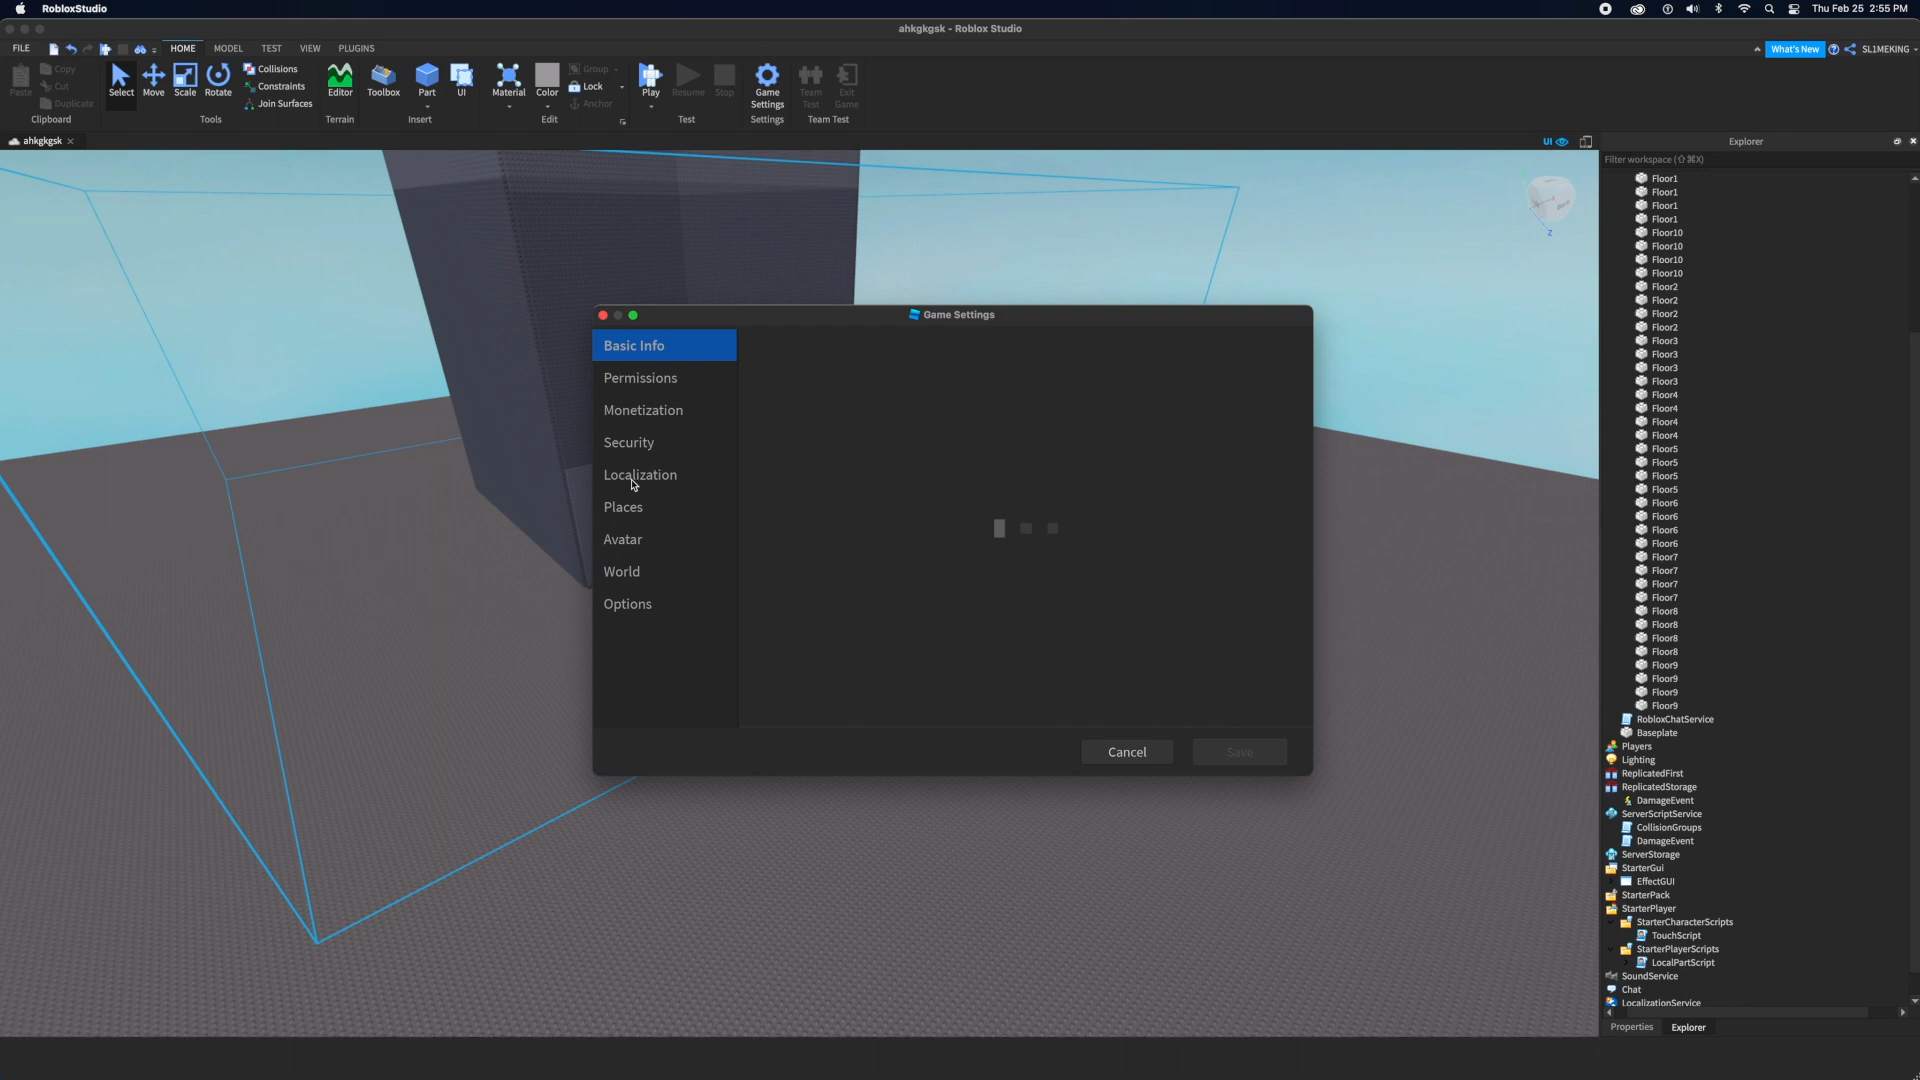 RobloxStudio
Thu Feb 25 2:55 PM
ahkgkgsk - Roblox Studio
FILE HOME MODEL TEST VIEW PLUGINS
What's New SL1MEKING
Paste Copy Cut Duplicate
Select Move Scale Rotate
Collisions
Constraints
Join Surfaces
Editor Toolbox Part UI
Material Color Group Lock Anchor
Play Resume Stop
Game Settings
Team Test
Exit Game
Clipboard Tools Terrain Insert Edit Test Settings Team Test
ahkgkgsk
UI
Explorer
Filter workspace (⇧⌘X)
Game Settings
Basic Info
Permissions
Monetization
Security
Localization
Places
Avatar
World
Options
Cancel Save
Z
Floor1
Floor1
Floor1
Floor1
Floor10
Floor10
Floor10
Floor10
Floor2
Floor2
Floor2
Floor2
Floor3
Floor3
Floor3
Floor3
Floor4
Floor4
Floor4
Floor4
Floor5
Floor5
Floor5
Floor5
Floor6
Floor6
Floor6
Floor6
Floor7
Floor7
Floor7
Floor7
Floor8
Floor8
Floor8
Floor8
Floor9
Floor9
Floor9
Floor9
RobloxChatService
Baseplate
Players
Lighting
ReplicatedFirst
ReplicatedStorage
DamageEvent
ServerScriptService
CollisionGroups
DamageEvent
ServerStorage
StarterGui
EffectGUI
StarterPack
StarterPlayer
StarterCharacterScripts
TouchScript
StarterPlayerScripts
LocalPartScript
SoundService
Chat
LocalizationService
Properties Explorer